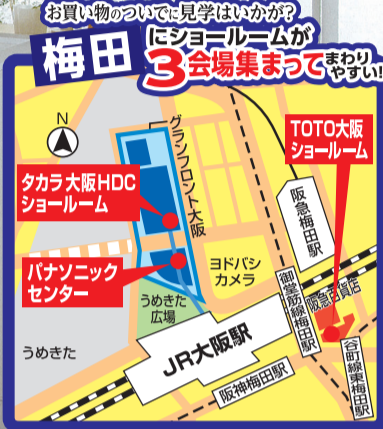 お買い物のついでに見学はいかが?
梅田にショールームが
3会場集まってまわりやすい!
N
グランフロント大阪
TOTO大阪
ショールーム
タカラ大阪HDC
ショールーム
阪急梅田駅
パナソニック
センター
ヨドバシ
カメラ
御堂筋線梅田駅
阪急百貨店
うめきた
広場
うめきた
JR大阪駅
阪神梅田駅
谷町線東梅田駅